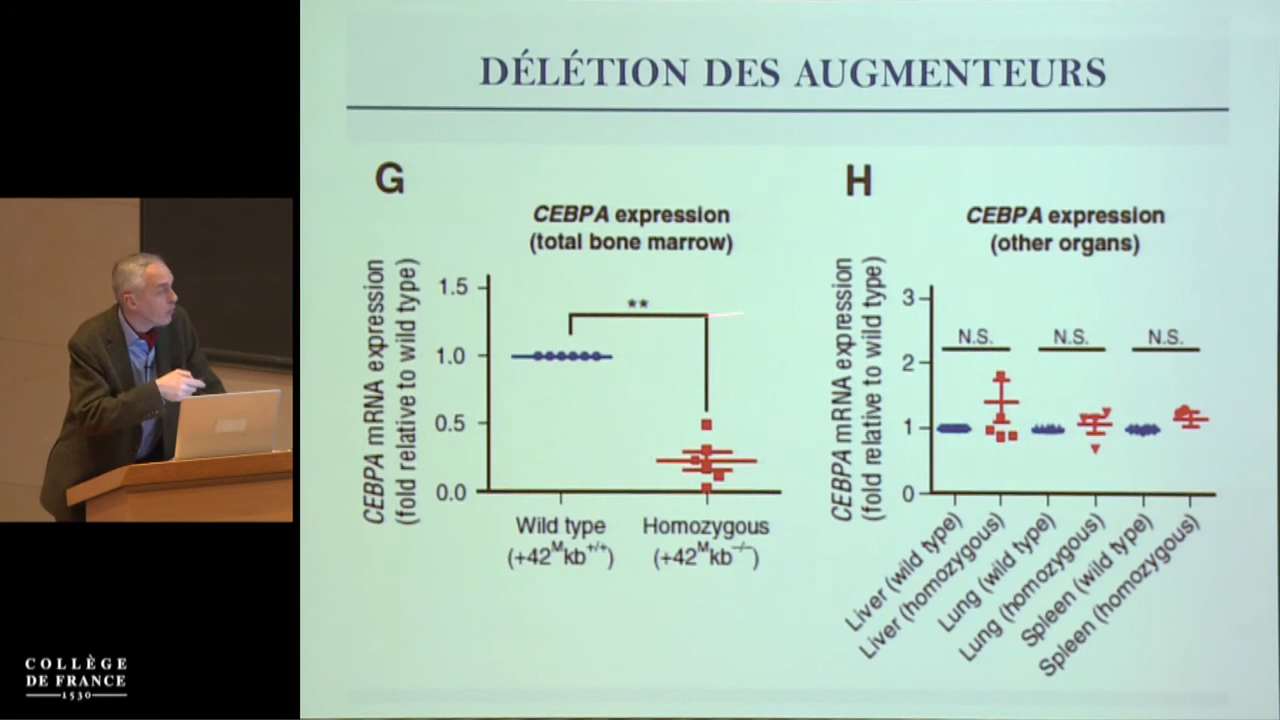 DÉLÉTION DES AUGMENTEURS
G
CEBPA expression
(total bone marrow)
CEBPA mRNA expression
(fold relative to wild type)
1.5
1.0
0.5
0.0
**
Wild type
(+42ᴹkb⁺/⁺)
Homozygous
(+42ᴹkb⁻/⁻)
H
CEBPA expression
(other organs)
CEBPA mRNA expression
(fold relative to wild type)
3
2
1
0
N.S.
N.S.
N.S.
Liver (wild type)
Liver (homozygous)
Lung (wild type)
Lung (homozygous)
Spleen (wild type)
Spleen (homozygous)
COLLÈGE
DE FRANCE
1530